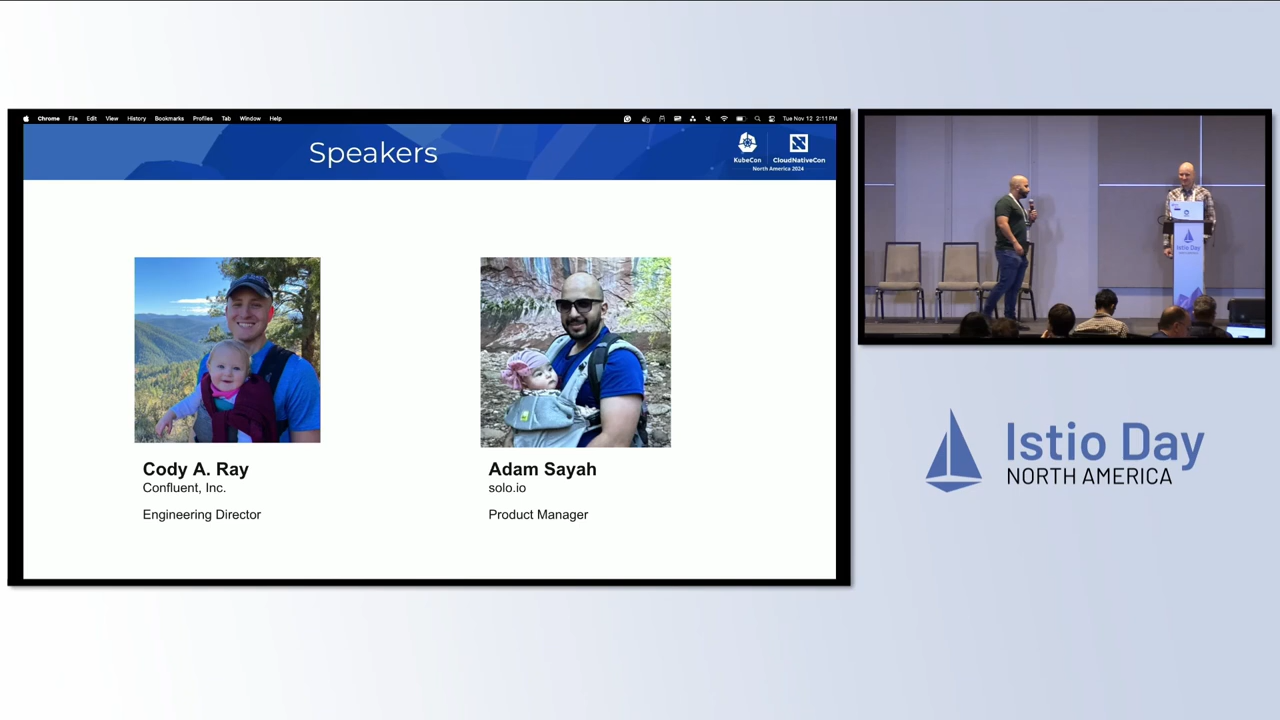 Chrome File Edit View History Bookmarks Profiles Tab Window Help Tue Nov 12 2:11 PM
Speakers
KubeCon CloudNativeCon
North America 2024
Cody A. Ray
Confluent, Inc.
Engineering Director
Adam Sayah
solo.io
Product Manager
Istio Day
Istio Day
NORTH AMERICA